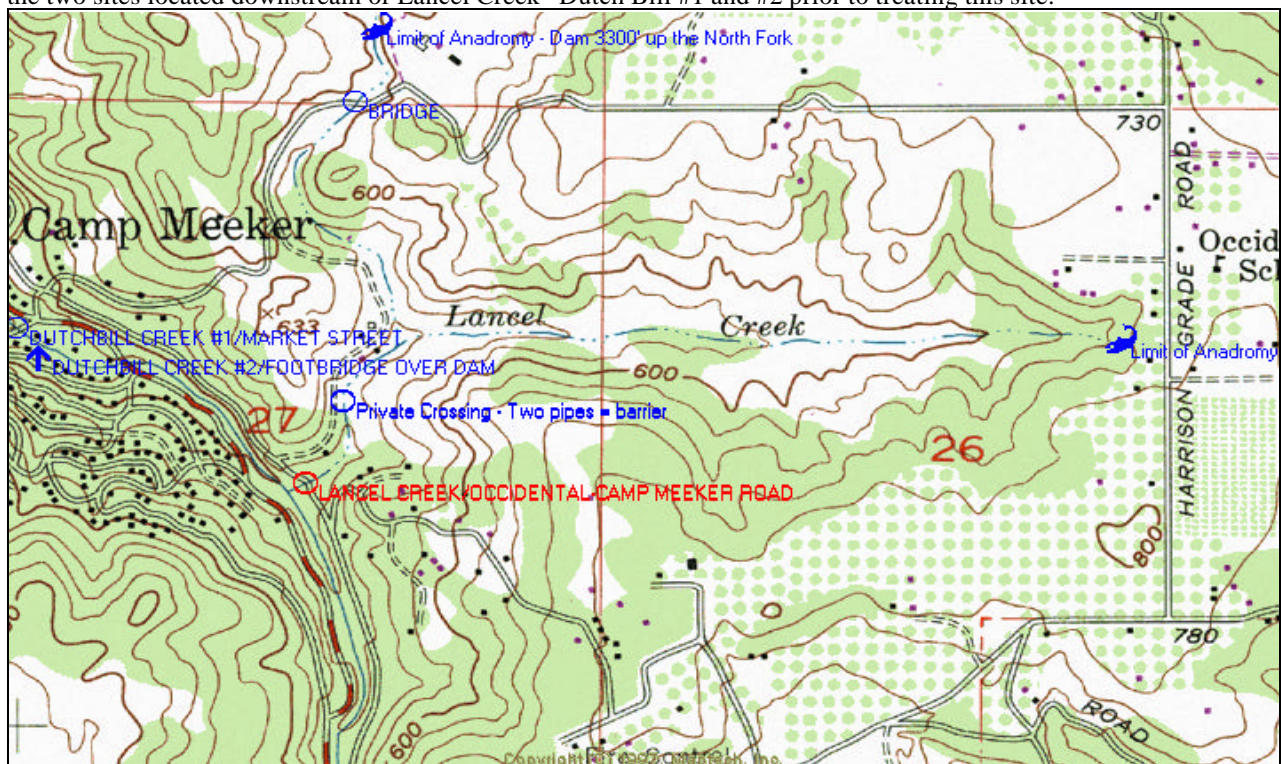 the two sites located downstream of Lancel Creek - Dutch Bill #1 and #2 prior to treating this site.
Limit of Anadromy - Dam 3300' up the North Fork
BRIDGE
730
600
Camp Meeker
HARRISON GRADE ROAD
Occid
Sch
×633
Lancel Creek
DUTCHBILL CREEK #1/MARKET STREET
Limit of Anadromy
DUTCHBILL CREEK #2/FOOTBRIDGE OVER DAM
600
Private Crossing - Two pipes = barrier
27
26
LANCEL CREEK/OCCIDENTAL-CAMP MEEKER ROAD
800
780
ROAD
600